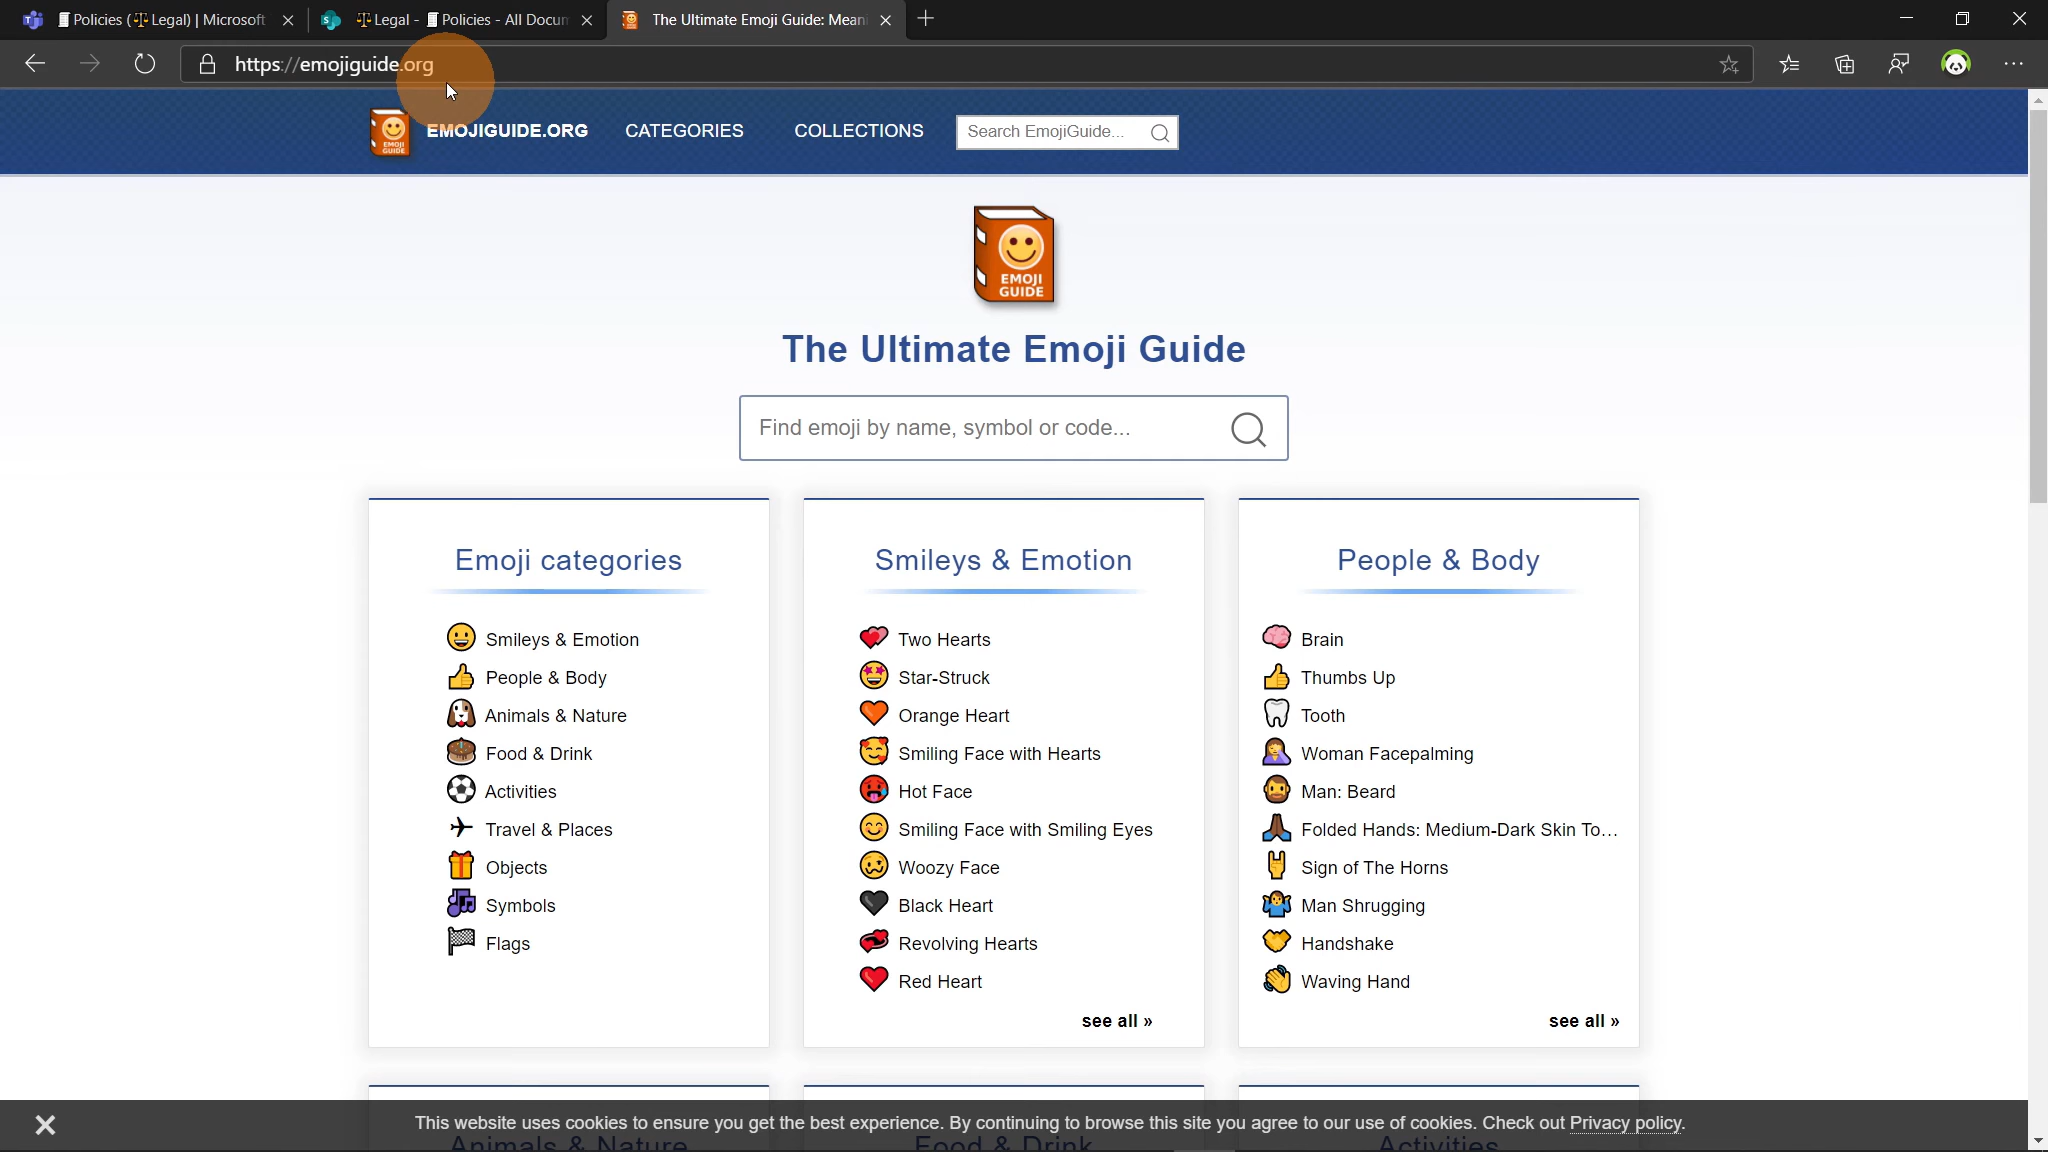 Policies (⚖Legal) | Microsoft
⚖Legal - Policies - All Docum
The Ultimate Emoji Guide: Meani
https://emojiguide.org
EMOJI GUIDE
EMOJIGUIDE.ORG
CATEGORIES
COLLECTIONS
Search EmojiGuide...
EMOJI
GUIDE
The Ultimate Emoji Guide
Find emoji by name, symbol or code...
Emoji categories
Smileys & Emotion
People & Body
Animals & Nature
Food & Drink
Activities
Travel & Places
Objects
Symbols
Flags
Smileys & Emotion
Two Hearts
Star-Struck
Orange Heart
Smiling Face with Hearts
Hot Face
Smiling Face with Smiling Eyes
Woozy Face
Black Heart
Revolving Hearts
Red Heart
see all »
People & Body
Brain
Thumbs Up
Tooth
Woman Facepalming
Man: Beard
Folded Hands: Medium-Dark Skin To...
Sign of The Horns
Man Shrugging
Handshake
Waving Hand
see all »
This website uses cookies to ensure you get the best experience. By continuing to browse this site you agree to our use of cookies. Check out Privacy policy.
Animals & Nature
Food & Drink
Activities